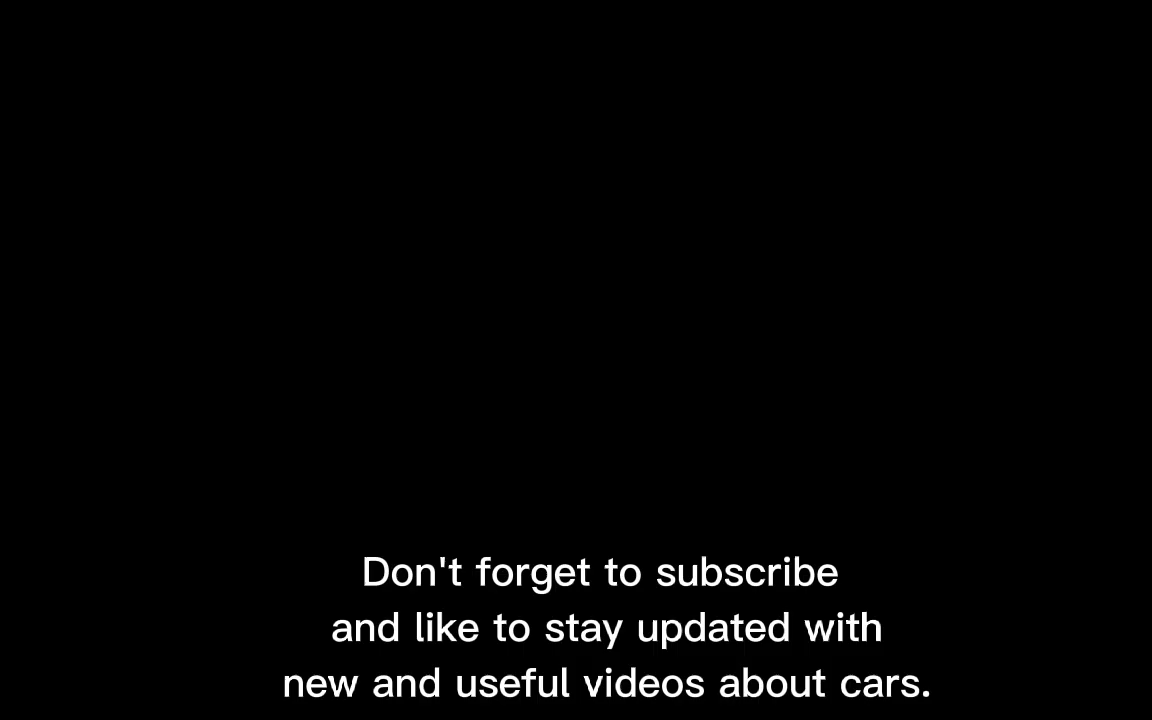 Don't forget to subscribe
and like to stay updated with
new and useful videos about cars.